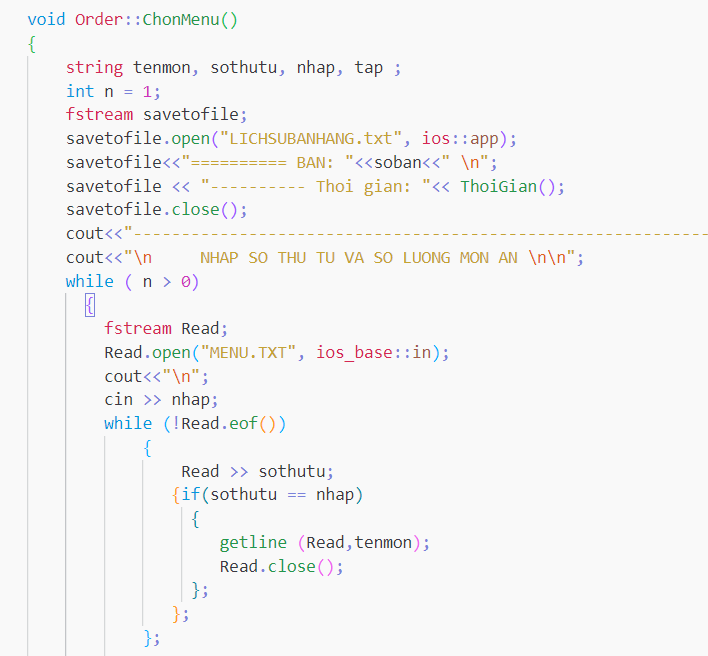 void Order::ChonMenu()
{
string tenmon, sothutu, nhap, tap ;
int n = 1;
fstream savetofile;
savetofile.open("LICHSUBANHANG.txt", ios::app);
savetofile<<"========== BAN: "<<soban<<" \n";
savetofile << "---------- Thoi gian: "<< ThoiGian();
savetofile.close();
cout<<"------------------------------------------------------------
cout<<"\n     NHAP SO THU TU VA SO LUONG MON AN \n\n";
while ( n > 0)
{
fstream Read;
Read.open("MENU.TXT", ios_base::in);
cout<<"\n";
cin >> nhap;
while (!Read.eof())
{
Read >> sothutu;
{if(sothutu == nhap)
{
getline (Read,tenmon);
Read.close();
};
};
};